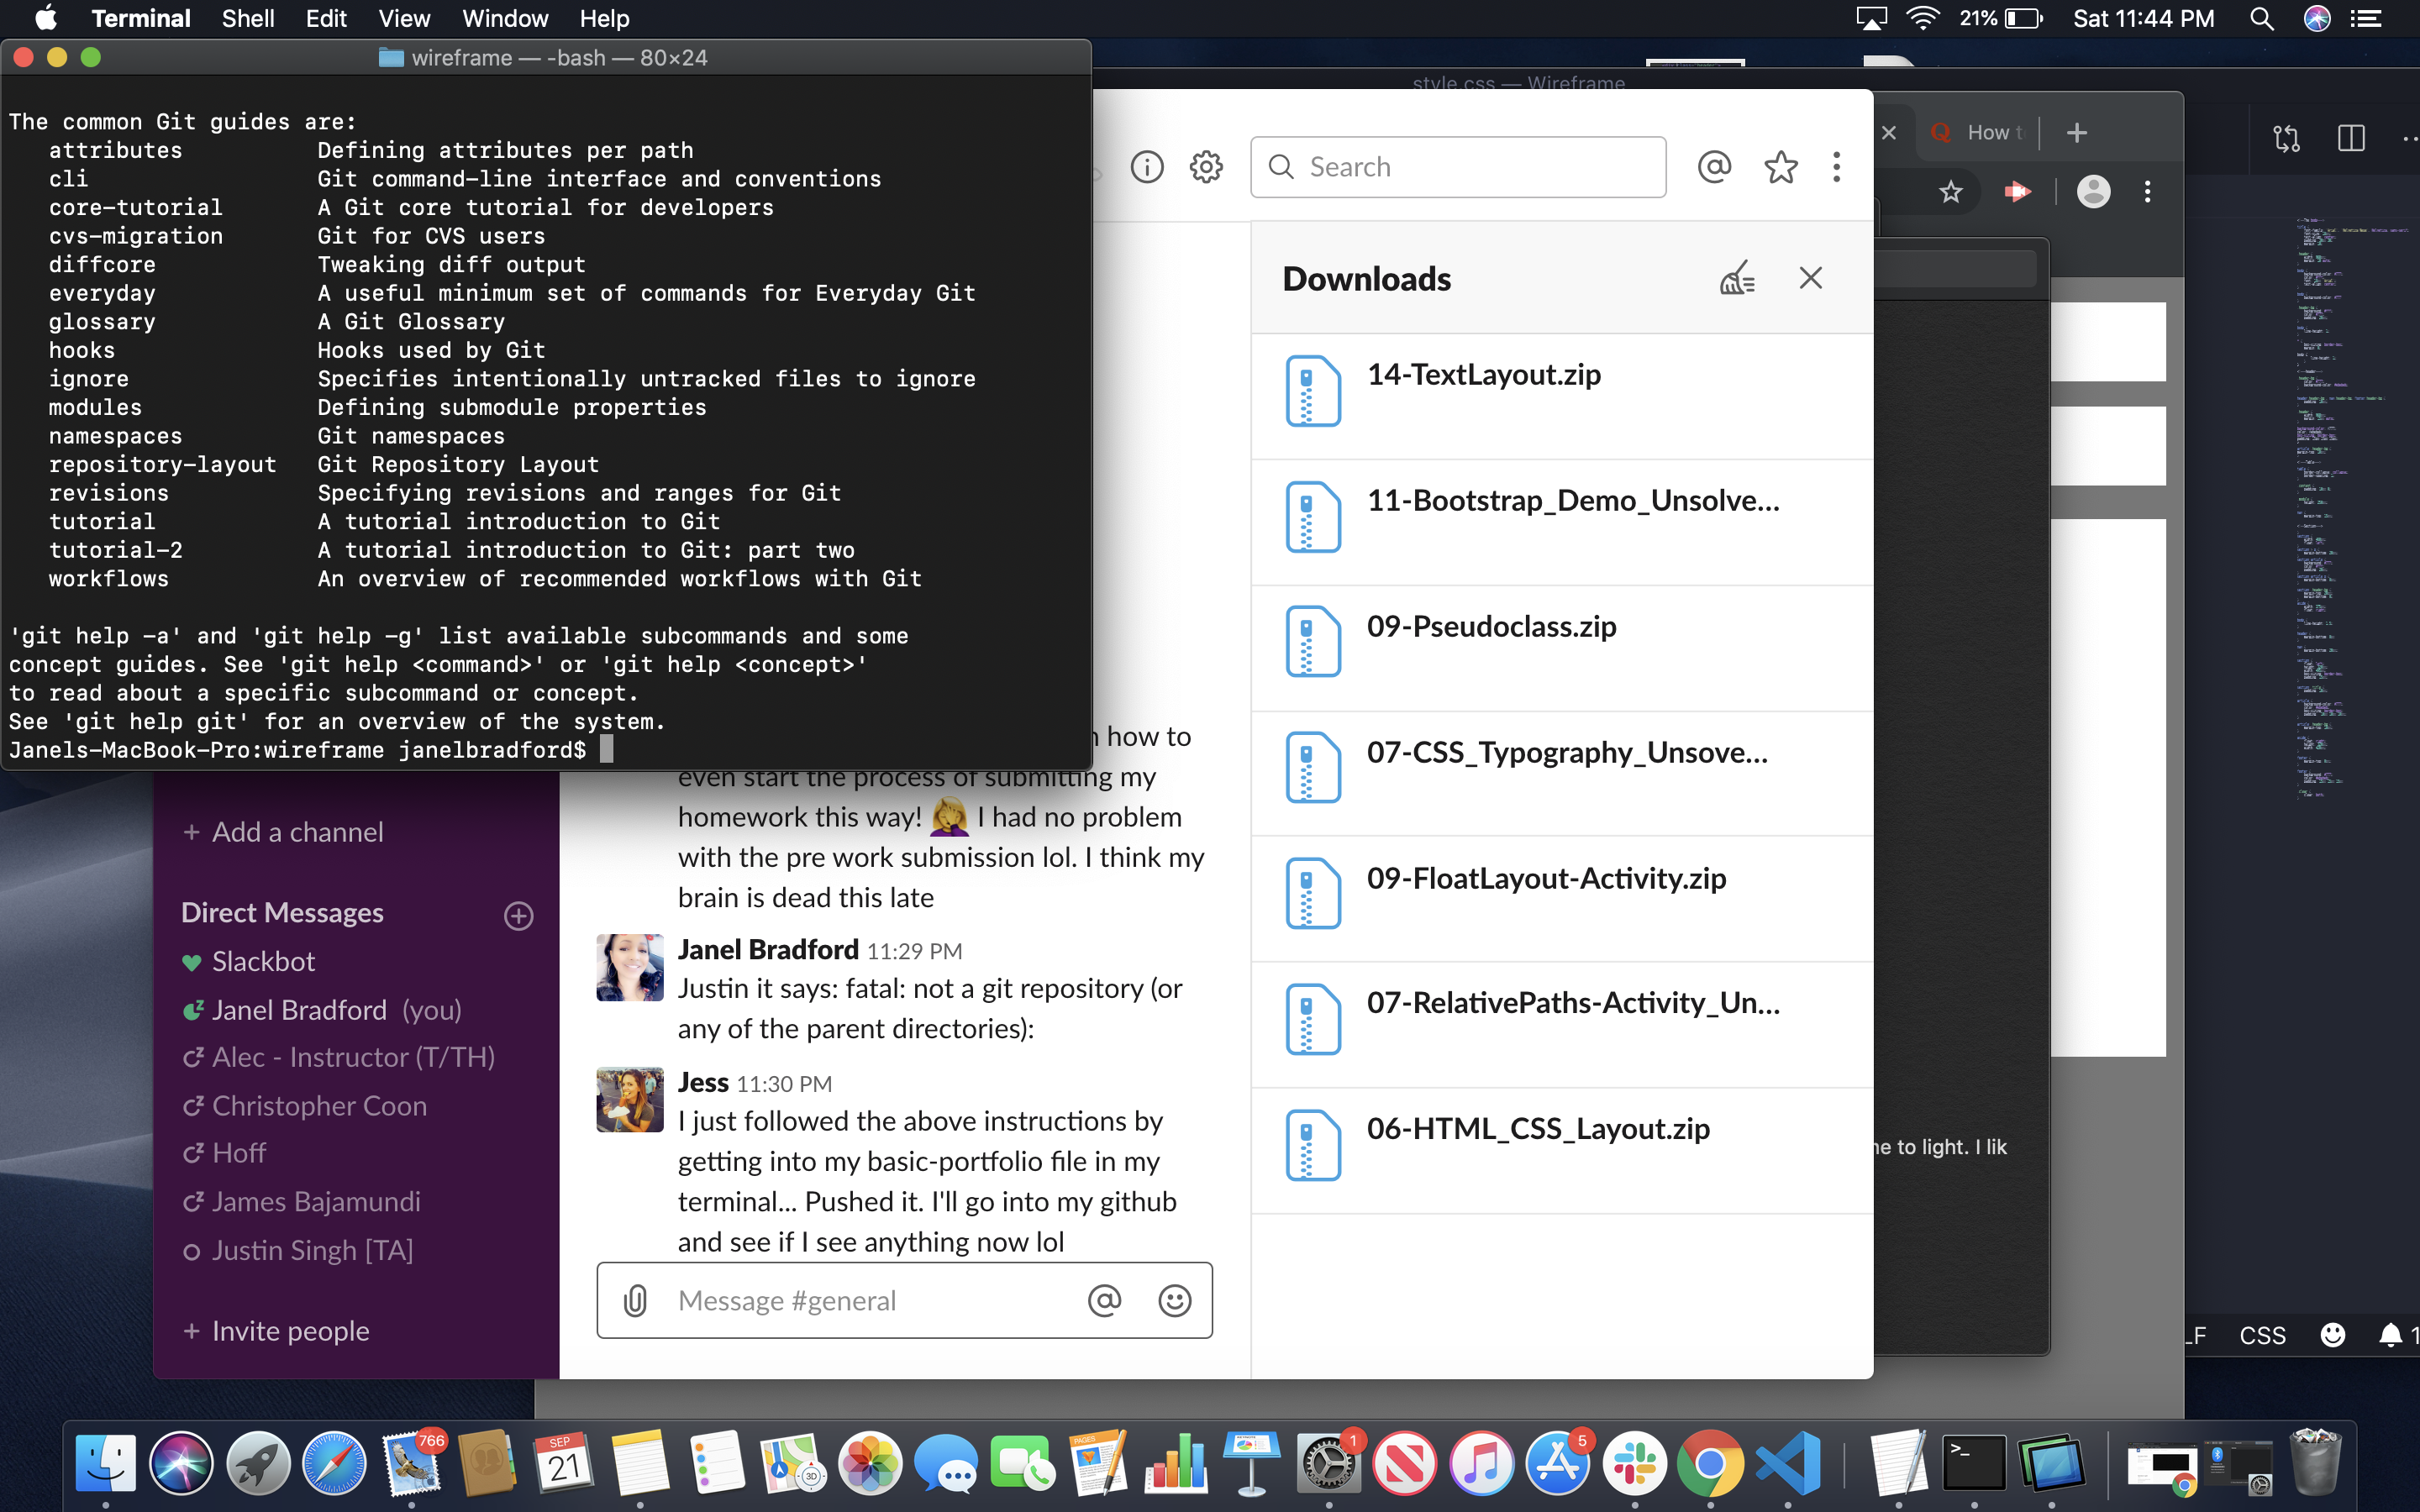 Terminal Shell Edit View Window Help
21% Sat 11:44 PM
wireframe — -bash — 80×24
The common Git guides are:
attributes Defining attributes per path
cli Git command-line interface and conventions
core-tutorial A Git core tutorial for developers
cvs-migration Git for CVS users
diffcore Tweaking diff output
everyday A useful minimum set of commands for Everyday Git
glossary A Git Glossary
hooks Hooks used by Git
ignore Specifies intentionally untracked files to ignore
modules Defining submodule properties
namespaces Git namespaces
repository-layout Git Repository Layout
revisions Specifying revisions and ranges for Git
tutorial A tutorial introduction to Git
tutorial-2 A tutorial introduction to Git: part two
workflows An overview of recommended workflows with Git
'git help -a' and 'git help -g' list available subcommands and some
concept guides. See 'git help <command>' or 'git help <concept>'
to read about a specific subcommand or concept.
See 'git help git' for an overview of the system.
Janels-MacBook-Pro:wireframe janelbradford$
style.css — Wireframe
Search
How t
Downloads
14-TextLayout.zip
11-Bootstrap_Demo_Unsolve...
09-Pseudoclass.zip
07-CSS_Typography_Unsove...
09-FloatLayout-Activity.zip
07-RelativePaths-Activity_Un...
06-HTML_CSS_Layout.zip
+ Add a channel
Direct Messages
Slackbot
Janel Bradford (you)
Alec - Instructor (T/TH)
Christopher Coon
Hoff
James Bajamundi
Justin Singh [TA]
+ Invite people
how to
even start the process of submitting my
homework this way! 🤦‍♀️ I had no problem
with the pre work submission lol. I think my
brain is dead this late
Janel Bradford 11:29 PM
Justin it says: fatal: not a git repository (or
any of the parent directories):
Jess 11:30 PM
I just followed the above instructions by
getting into my basic-portfolio file in my
terminal... Pushed it. I'll go into my github
and see if I see anything now lol
Message #general
me to light. I lik
LF CSS 1
766
SEP
21
3D
PAGES
1
5
>_